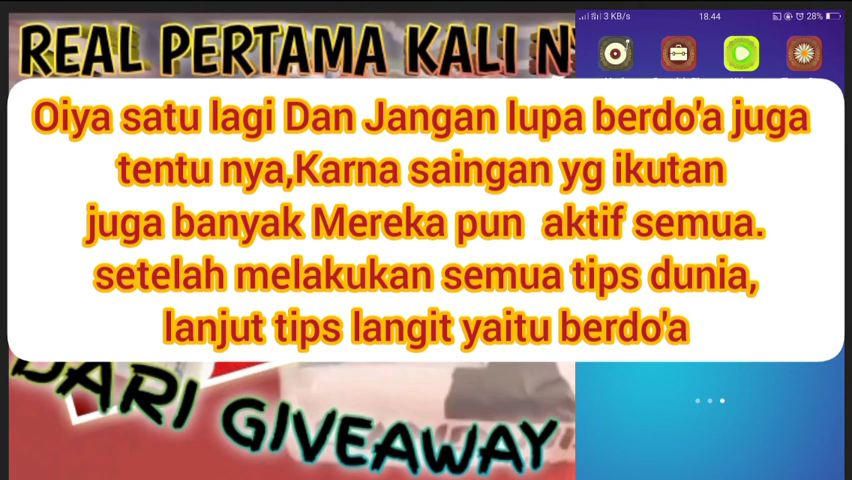 REAL PERTAMA KALI N
3 KB/s 18.44 28%
Oiya satu lagi Dan Jangan lupa berdo'a juga
tentu nya,Karna saingan yg ikutan
juga banyak Mereka pun aktif semua.
setelah melakukan semua tips dunia,
lanjut tips langit yaitu berdo'a
DARI GIVEAWAY